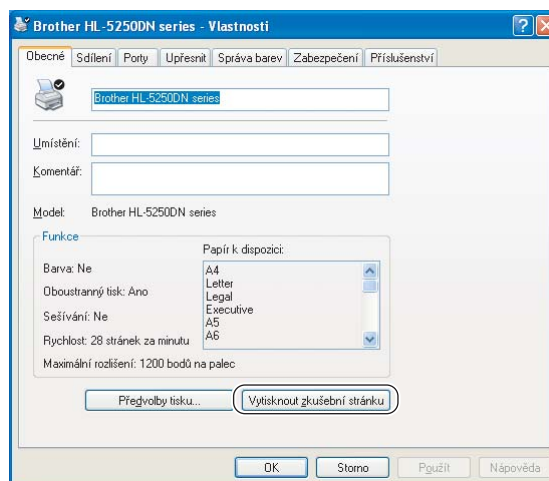 Brother HL-5250DN series - Vlastnosti
Obecné Sdílení Porty Upřesnit Správa barev Zabezpečení Příslušenství
Brother HL-5250DN series
Umístění:
Komentář:
Model: Brother HL-5250DN series
Funkce
Papír k dispozici:
Barva: Ne
Oboustranný tisk: Ano
Sešívání: Ne
Rychlost: 28 stránek za minutu
Maximální rozlišení: 1200 bodů na palec
A4
Letter
Legal
Executive
A5
A6
Předvolby tisku... Vytisknout zkušební stránku
OK Storno Použít Nápověda